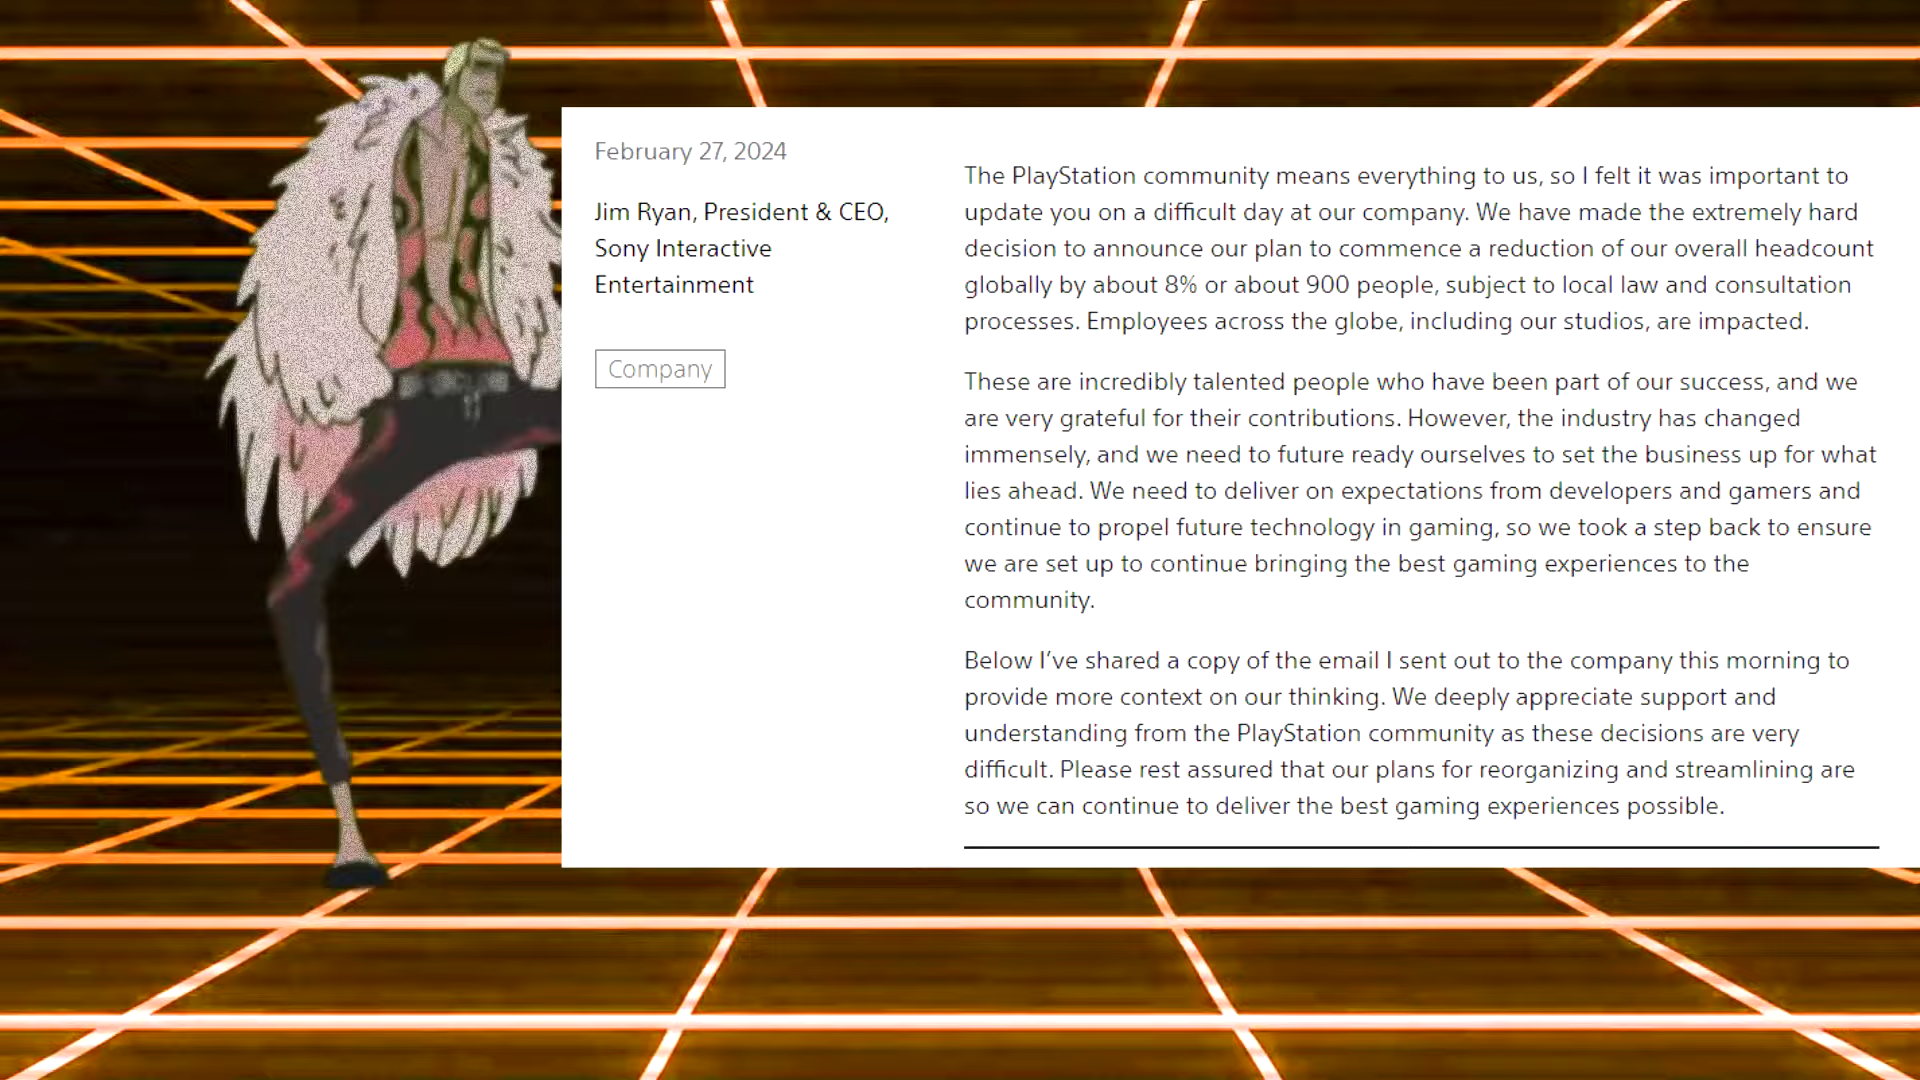 February 27, 2024
Jim Ryan, President & CEO,
Sony Interactive
Entertainment
Company
The PlayStation community means everything to us, so I felt it was important to
update you on a difficult day at our company. We have made the extremely hard
decision to announce our plan to commence a reduction of our overall headcount
globally by about 8% or about 900 people, subject to local law and consultation
processes. Employees across the globe, including our studios, are impacted.
These are incredibly talented people who have been part of our success, and we
are very grateful for their contributions. However, the industry has changed
immensely, and we need to future ready ourselves to set the business up for what
lies ahead. We need to deliver on expectations from developers and gamers and
continue to propel future technology in gaming, so we took a step back to ensure
we are set up to continue bringing the best gaming experiences to the
community.
Below I’ve shared a copy of the email I sent out to the company this morning to
provide more context on our thinking. We deeply appreciate support and
understanding from the PlayStation community as these decisions are very
difficult. Please rest assured that our plans for reorganizing and streamlining are
so we can continue to deliver the best gaming experiences possible.